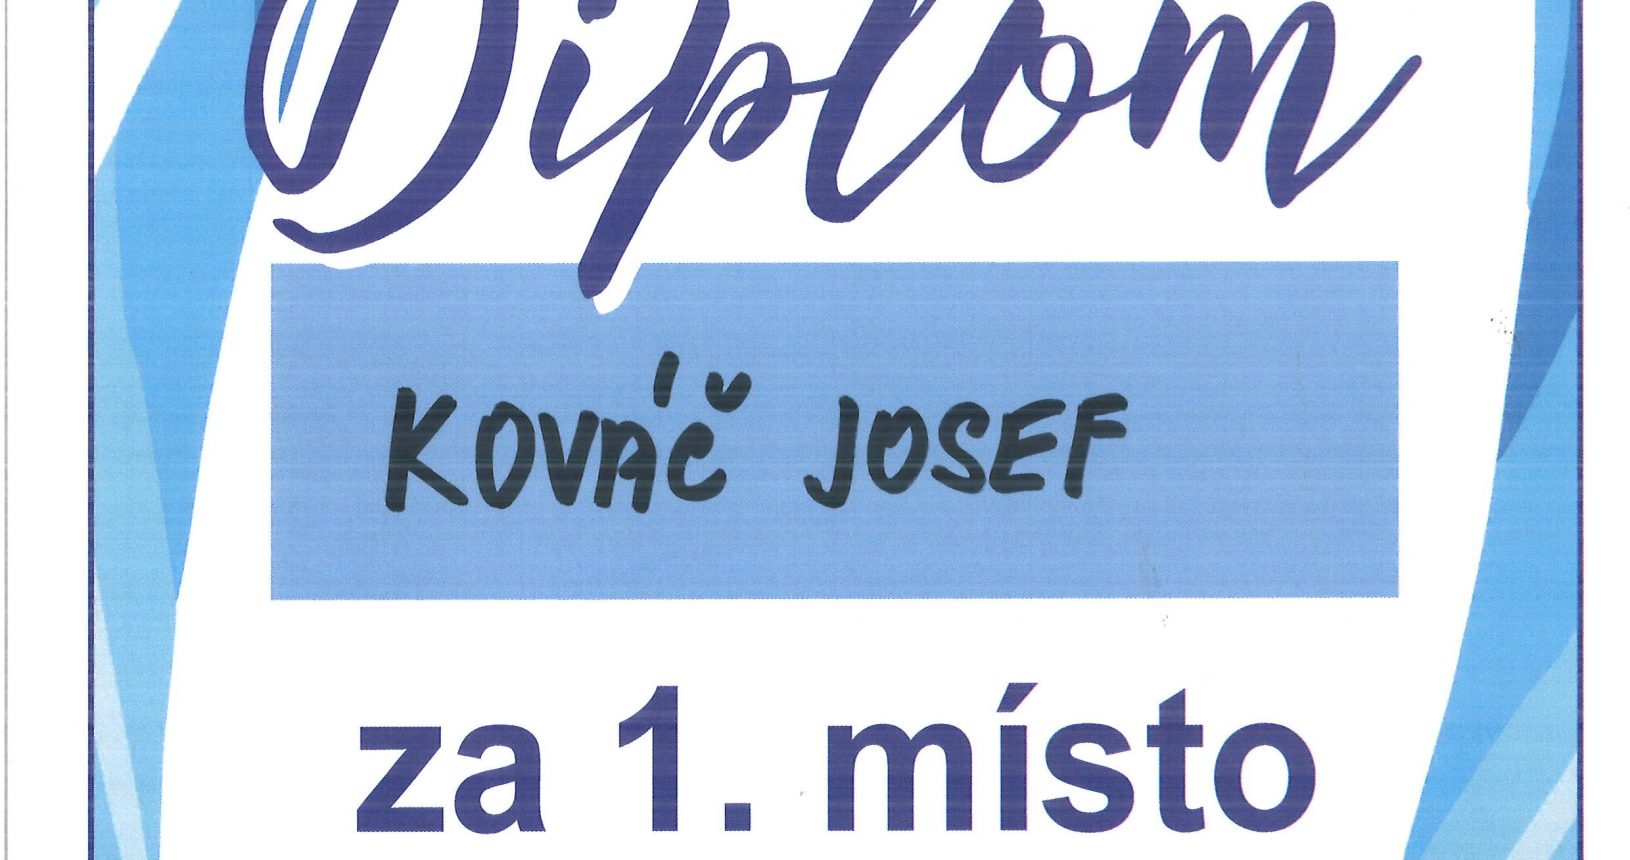 Diplom
KOVÁČ JOSEF
za 1. místo